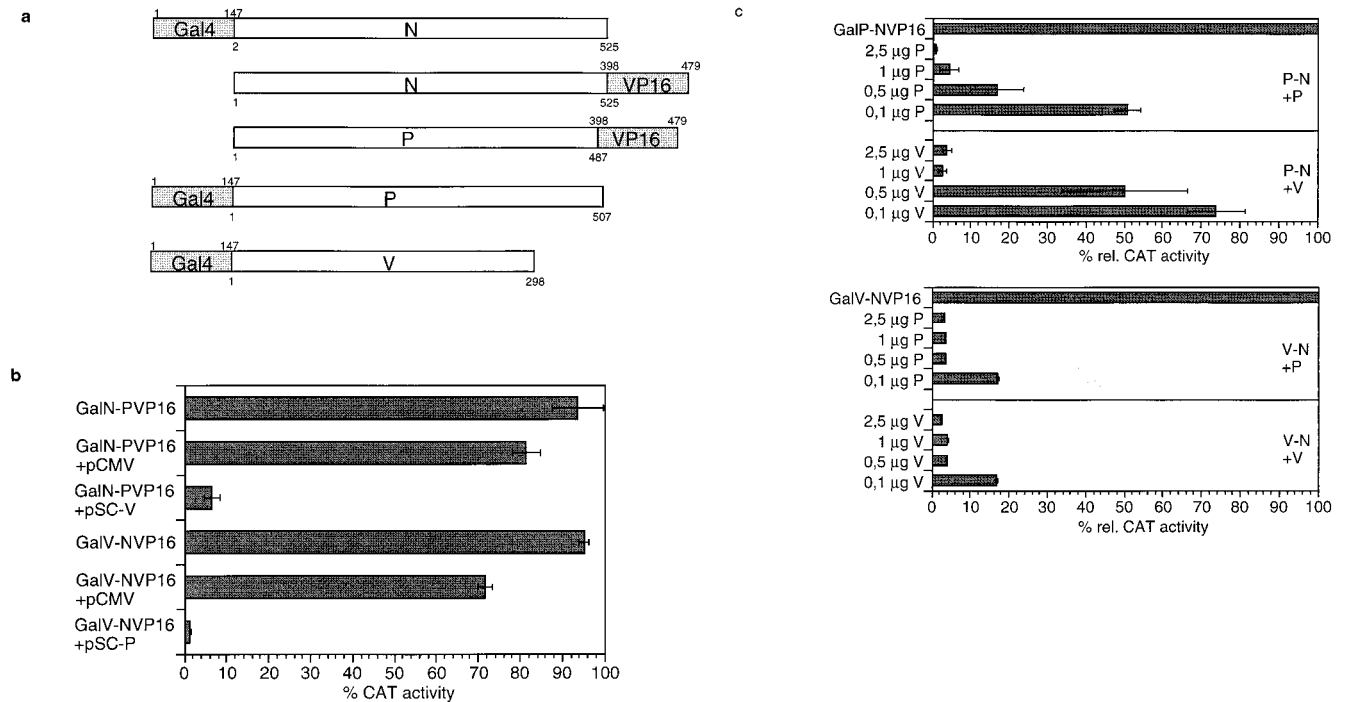 a
1 147
Gal4 N
2 525
398 479
N VP16
1 525
398 479
P VP16
1 487
1 147
Gal4 P
1 507
1 147
Gal4 V
1 298
b
GalN-PVP16
GalN-PVP16
+pCMV
GalN-PVP16
+pSC-V
GalV-NVP16
GalV-NVP16
+pCMV
GalV-NVP16
+pSC-P
0 10 20 30 40 50 60 70 80 90 100
% CAT activity
c
GalP-NVP16
2,5 µg P
1 µg P
0,5 µg P
0,1 µg P
P-N
+P
2,5 µg V
1 µg V
0,5 µg V
0,1 µg V
P-N
+V
0 10 20 30 40 50 60 70 80 90 100
% rel. CAT activity
GalV-NVP16
2,5 µg P
1 µg P
0,5 µg P
0,1 µg P
V-N
+P
2,5 µg V
1 µg V
0,5 µg V
0,1 µg V
V-N
+V
0 10 20 30 40 50 60 70 80 90 100
% rel. CAT activity